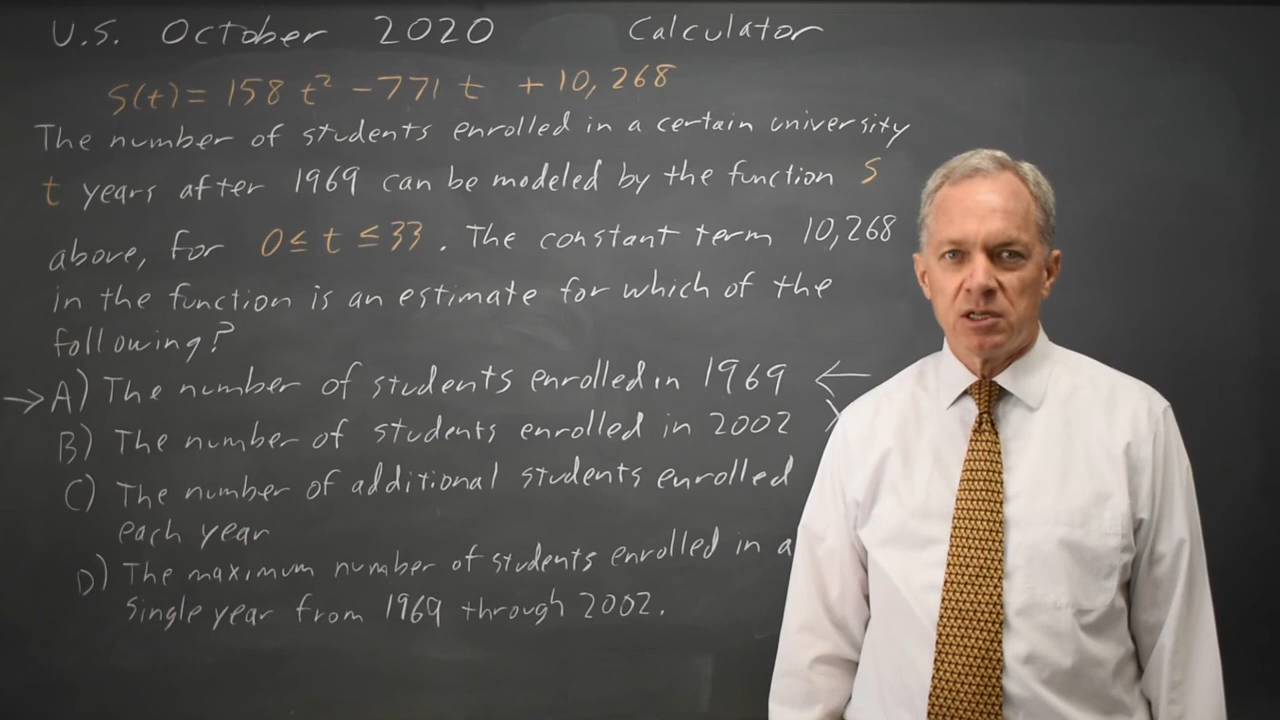 U.S. October 2020 Calculator
S(t) = 158 t² - 771 t + 10,268
The number of students enrolled in a certain university
t years after 1969 can be modeled by the function S
above, for 0 ≤ t ≤ 33. The constant term 10,268
in the function is an estimate for which of the
following?
→ A) The number of students enrolled in 1969 ←
B) The number of students enrolled in 2002
C) The number of additional students enrolled
each year
D) The maximum number of students enrolled in a
single year from 1969 through 2002.